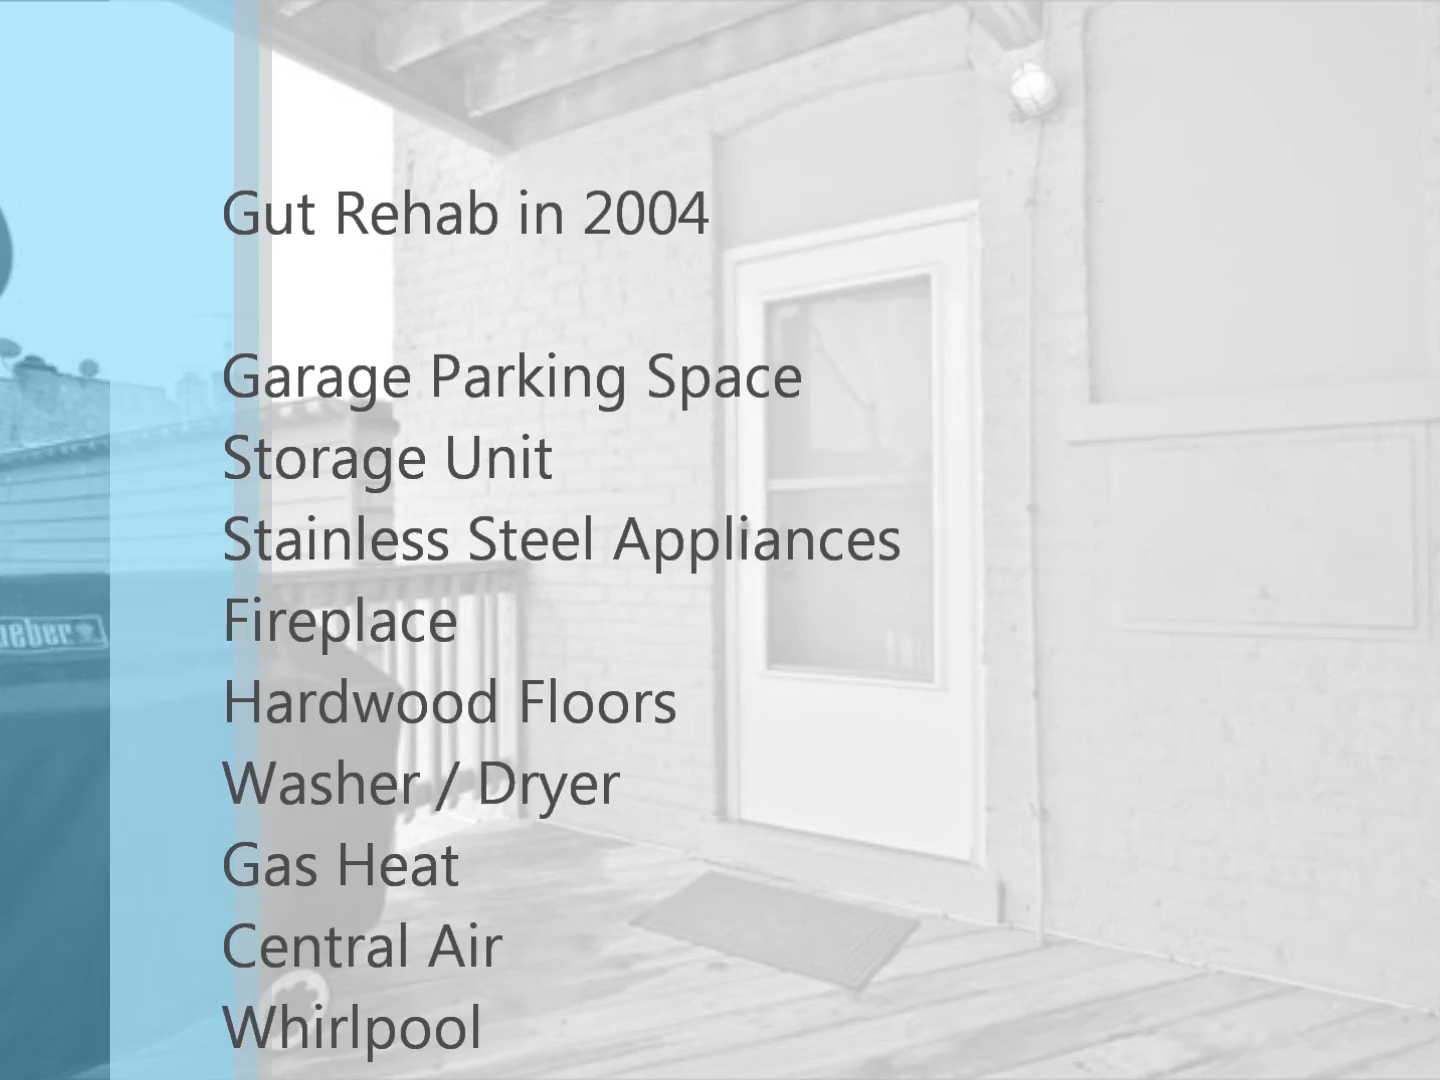 Gut Rehab in 2004
Garage Parking Space
Storage Unit
Stainless Steel Appliances
Fireplace
Hardwood Floors
Washer / Dryer
Gas Heat
Central Air
Whirlpool